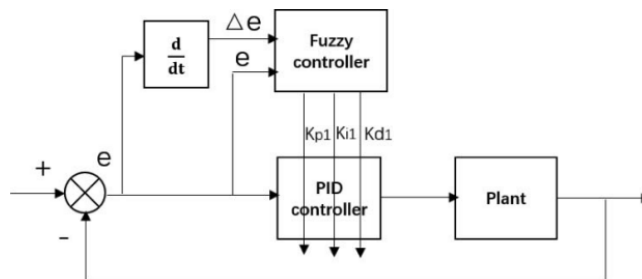 △e
d
dt
Fuzzy
controller
e
Kp1 Ki1 Kd1
e
+
PID
controller
Plant
-